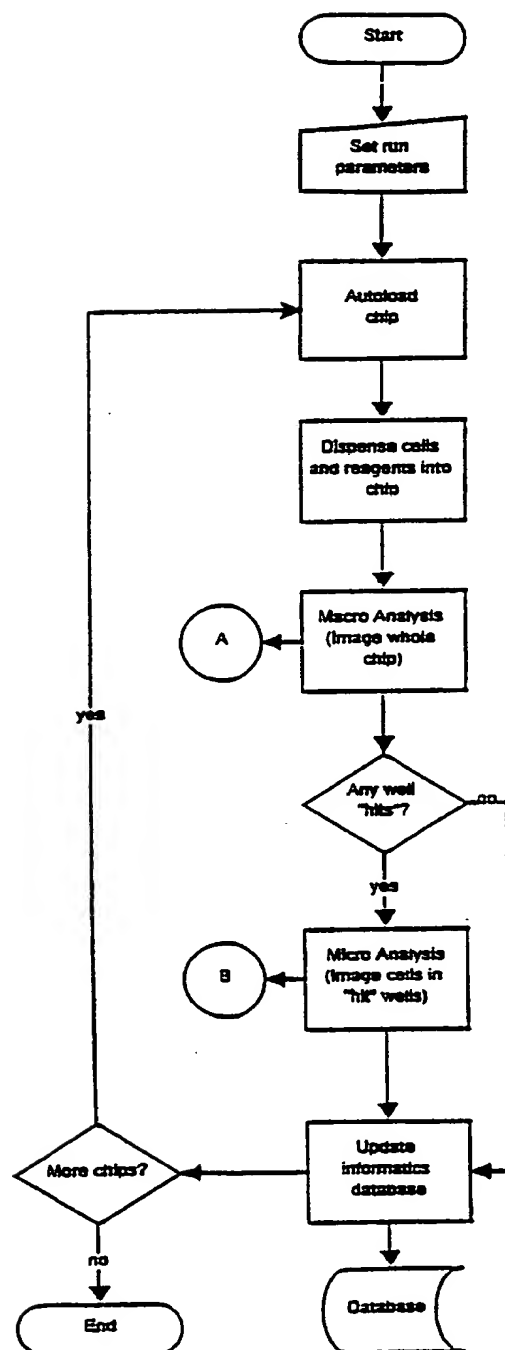 Start
Set run
parameters
Autoload
chip
Dispense cells
and reagents into
chip
Macro Analysis
(Image whole
chip)
A
yes
Any well
"hits"?
no
yes
Micro Analysis
(Image cells in
"hit" wells)
B
Update
informatics
database
More chips?
no
End
Database